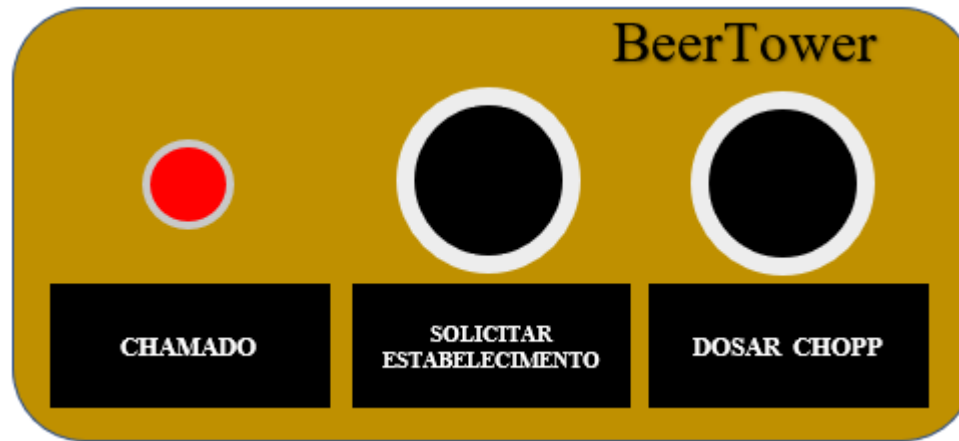 BeerTower
CHAMADO
SOLICITAR
ESTABELECIMENTO
DOSAR CHOPP